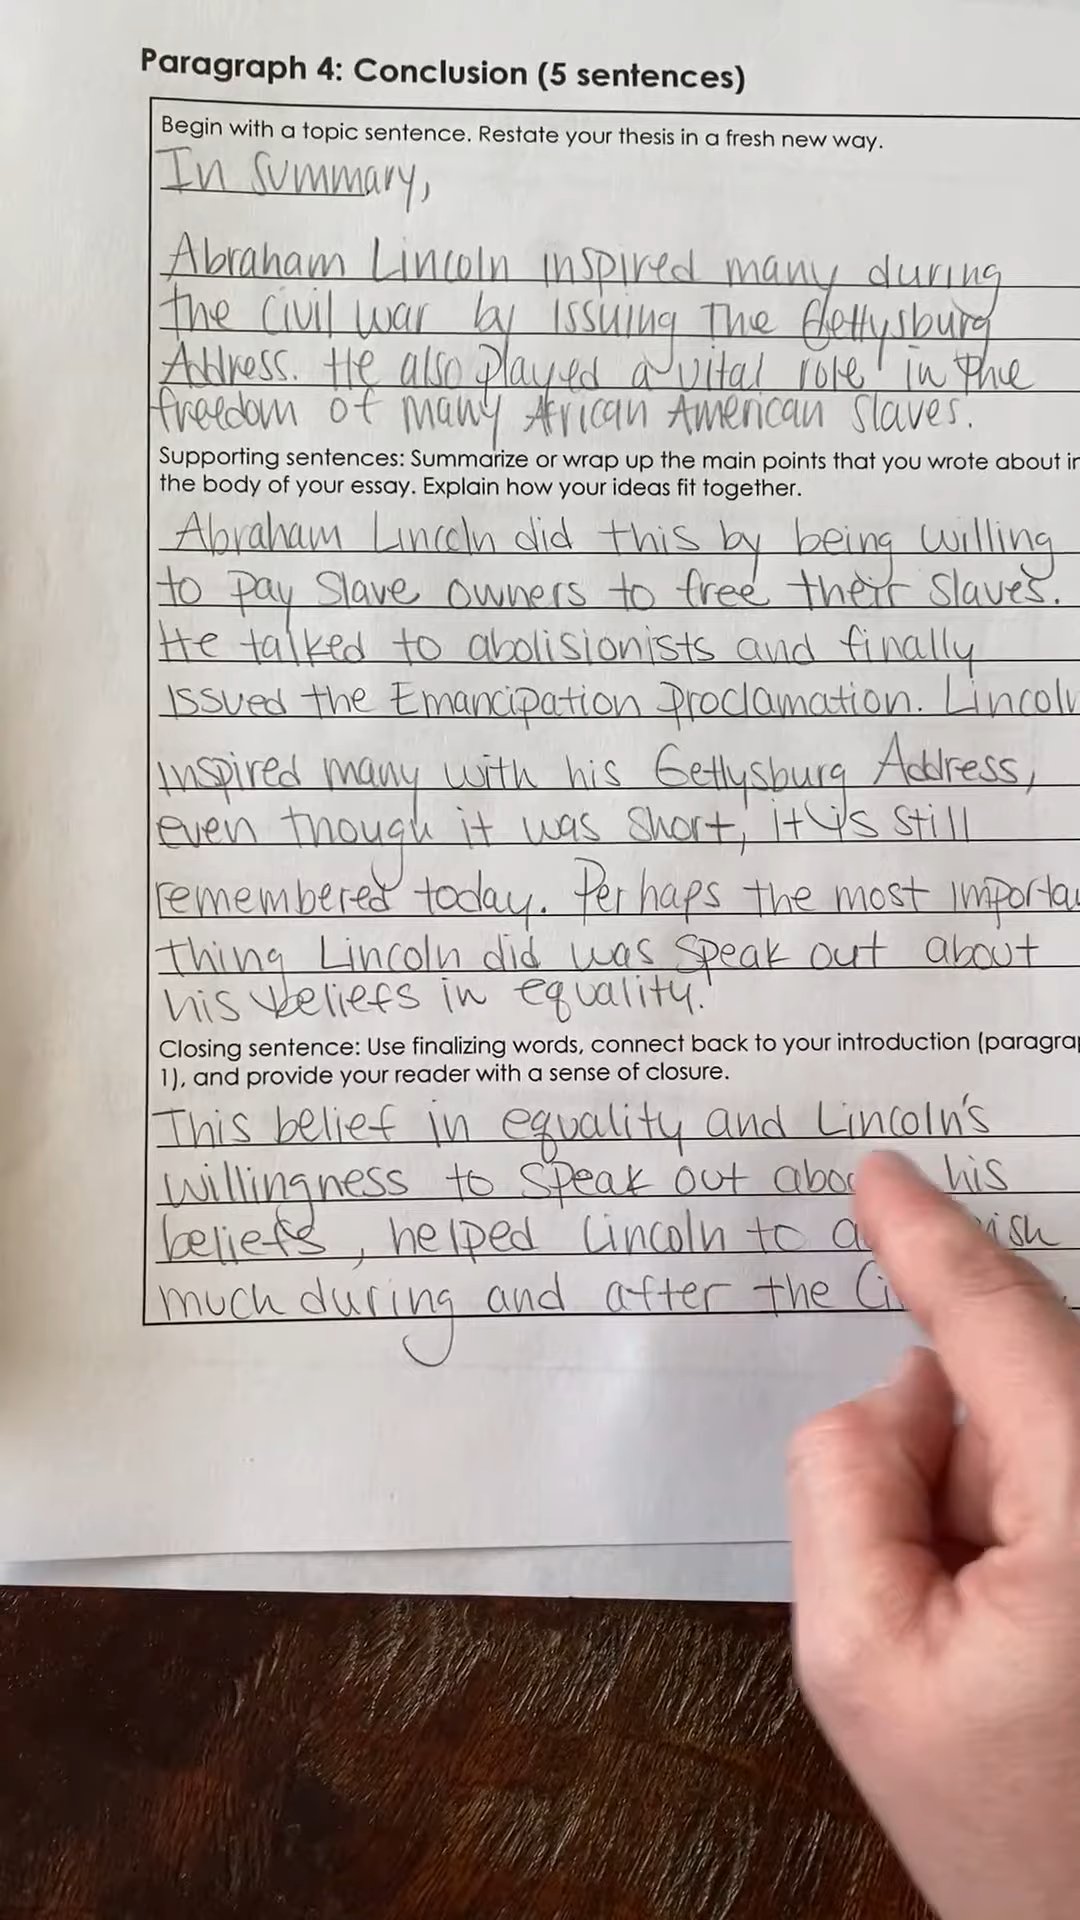 Paragraph 4: Conclusion (5 sentences)
Begin with a topic sentence. Restate your thesis in a fresh new way.
In summary,
Abraham Lincoln inspired many during
the civil war by issuing The Gettysburg
Address. He also played a vital role in the
freedom of many African American slaves.
Supporting sentences: Summarize or wrap up the main points that you wrote about in
the body of your essay. Explain how your ideas fit together.
Abraham Lincoln did this by being willing
to pay slave owners to free their slaves.
He talked to abolisionists and finally
issued the Emancipation Proclamation. Lincoln
inspired many with his Gettysburg Address,
even though it was short, it is still
remembered today. Perhaps the most
thing Lincoln did was speak out about
his beliefs in equality.
Closing sentence: Use finalizing words, connect back to your introduction
1), and provide your reader with a sense of closure.
This belief in equality and Lincoln's
willingness to speak out his
beliefs, helped Lincoln to
much during and after the